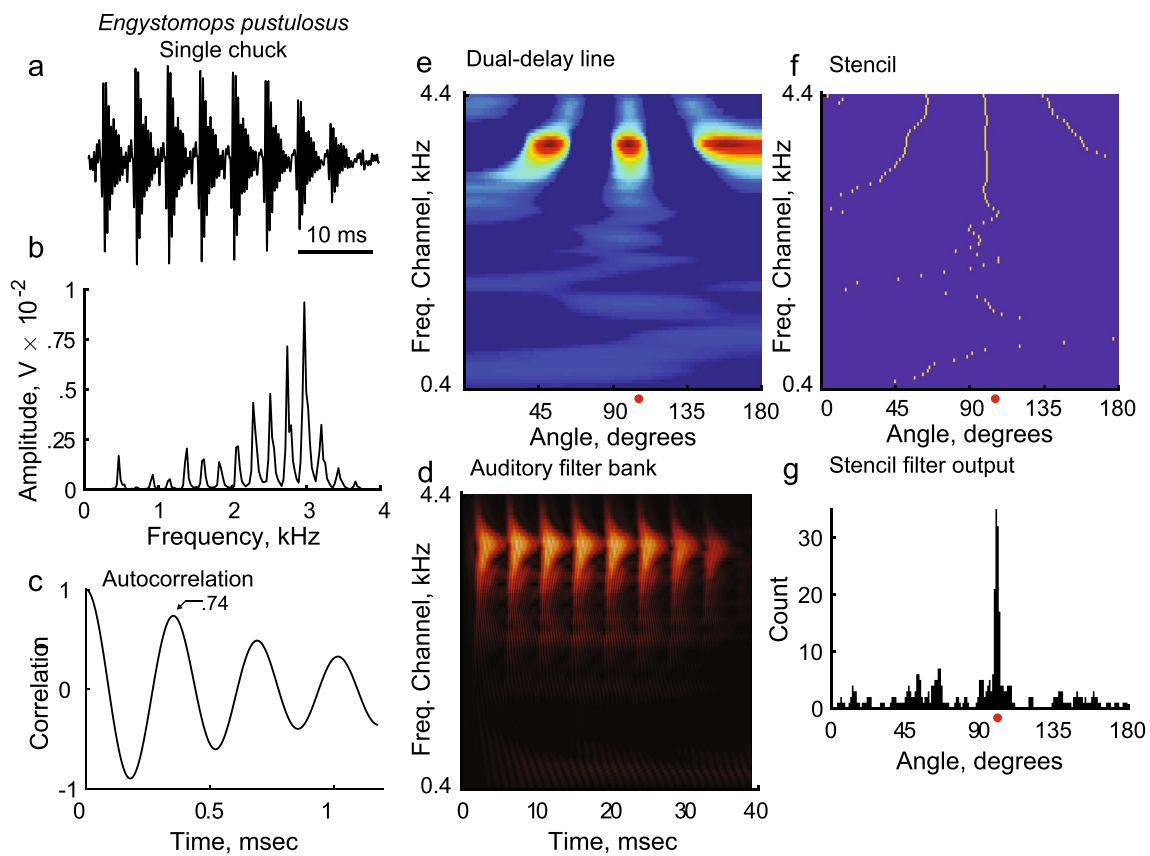 Engystomops pustulosus
Single chuck
a
10 ms
b
1
.75
.5
.25
0
Amplitude, V × 10⁻²
0 1 2 3 4
Frequency, kHz
c
Autocorrelation
.74
1
0
-1
Correlation
0 0.5 1
Time, msec
e
Dual-delay line
4.4
0.4
Freq. Channel, kHz
45 90 135 180
Angle, degrees
d
Auditory filter bank
4.4
0.4
Freq. Channel, kHz
0 10 20 30 40
Time, msec
f
Stencil
4.4
0.4
Freq. Channel, kHz
0 45 90 135 180
Angle, degrees
g
Stencil filter output
30
20
10
0
Count
0 45 90 135 180
Angle, degrees